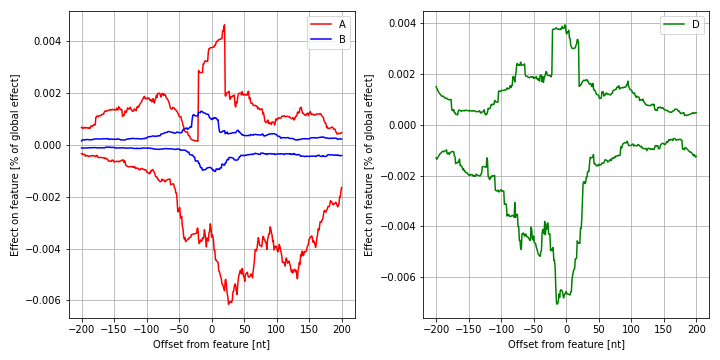 0.004
0.002
0.000
−0.002
−0.004
−0.006
Effect on feature [% of global effect]
−200 −150 −100 −50 0 50 100 150 200
Offset from feature [nt]
A
B
0.004
0.002
0.000
−0.002
−0.004
−0.006
Effect on feature [% of global effect]
−200 −150 −100 −50 0 50 100 150 200
Offset from feature [nt]
D